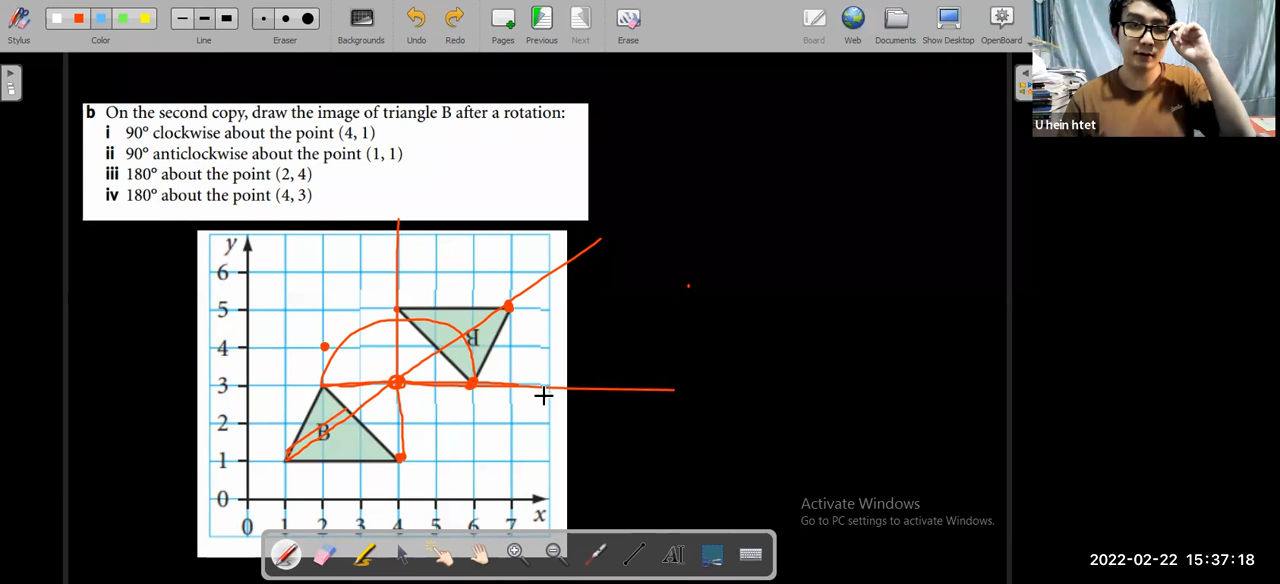 Stylus Color Line Eraser Backgrounds Undo Redo Pages Previous Next Erase Board Web Documents Show Desktop OpenBoard
U hein htet
b On the second copy, draw the image of triangle B after a rotation:
i 90° clockwise about the point (4, 1)
ii 90° anticlockwise about the point (1, 1)
iii 180° about the point (2, 4)
iv 180° about the point (4, 3)
y
6
5
4
B
3
2
B
1
0
x
0 1 2 3 4 5 6 7
Activate Windows
Go to PC settings to activate Windows.
AI
2022-02-22 15:37:18